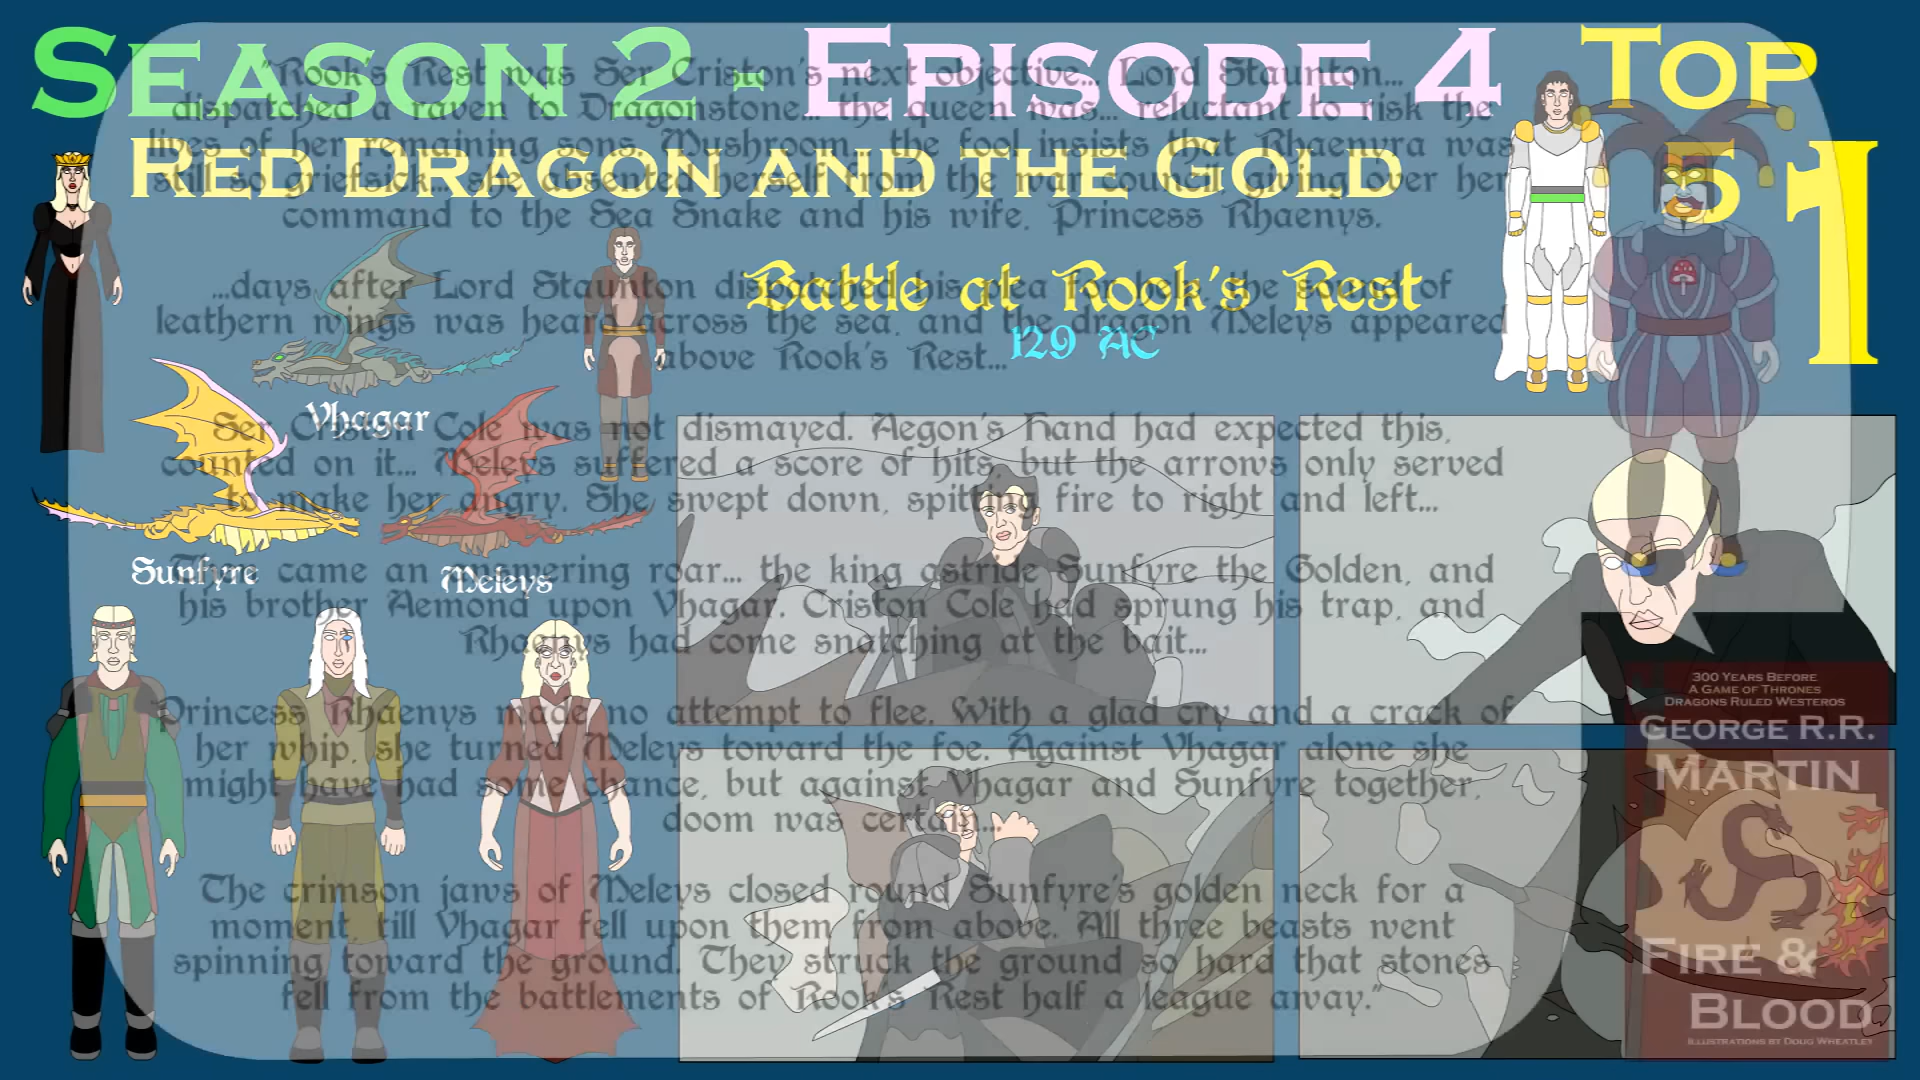 Season 2 - Episode 4
Top
5
1
Red Dragon and the Gold
"Rook's Rest was Ser Criston's next objective... Lord Staunton...
dispatched a raven to Dragonstone... the queen was... reluctant to risk the
lives of her remaining sons. Mushroom... the fool insists that Rhaenyra was
still so griefsick... she absented herself from the war council giving over her
command to the Sea Snake and his wife, Princess Rhaenys.
Battle at Rook's Rest
129 AC
...days after Lord Staunton dispatched his plea for help, the sound of
leathern wings was heard across the sea, and the dragon Meleys appeared
above Rook's Rest...
Vhagar
Ser Criston Cole was not dismayed. Aegon's Hand had expected this,
counted on it... Meleys suffered a score of hits, but the arrows only served
to make her angry. She swept down, spitting fire to right and left...
Sunfyre
Meleys
There came an answering roar... the king astride Sunfyre the Golden, and
his brother Aemond upon Vhagar. Criston Cole had sprung his trap, and
Rhaenys had come snatching at the bait...
Princess Rhaenys made no attempt to flee. With a glad cry and a crack of
her whip, she turned Meleys toward the foe. Against Vhagar alone she
might have had some chance, but against Vhagar and Sunfyre together,
doom was certain...
The crimson jaws of Meleys closed round Sunfyre's golden neck for a
moment, till Vhagar fell upon them from above. All three beasts went
spinning toward the ground. They struck the ground so hard that stones
fell from the battlements of Rook's Rest half a league away."
300 Years Before
A Game of Thrones
Dragons Ruled Westeros
George R.R.
Martin
Fire &
Blood
Illustrations by Doug Wheatley